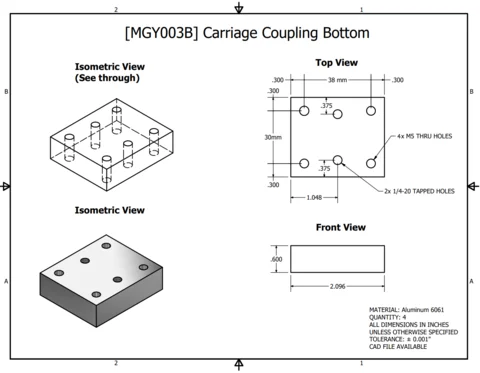 2
1
[MGY003B] Carriage Coupling Bottom
Isometric View
(See through)
Top View
.300
38 mm
.300
.300
B
B
.375
30mm
4x M5 THRU HOLES
.375
.300
2x 1/4-20 TAPPED HOLES
1.048
Isometric View
Front View
.600
A
A
2.096
MATERIAL: Aluminum 6061
QUANTITY: 4
ALL DIMENSIONS IN INCHES
UNLESS OTHERWISE SPECIFIED
TOLERANCE: ± 0.001"
CAD FILE AVAILABLE
2
1